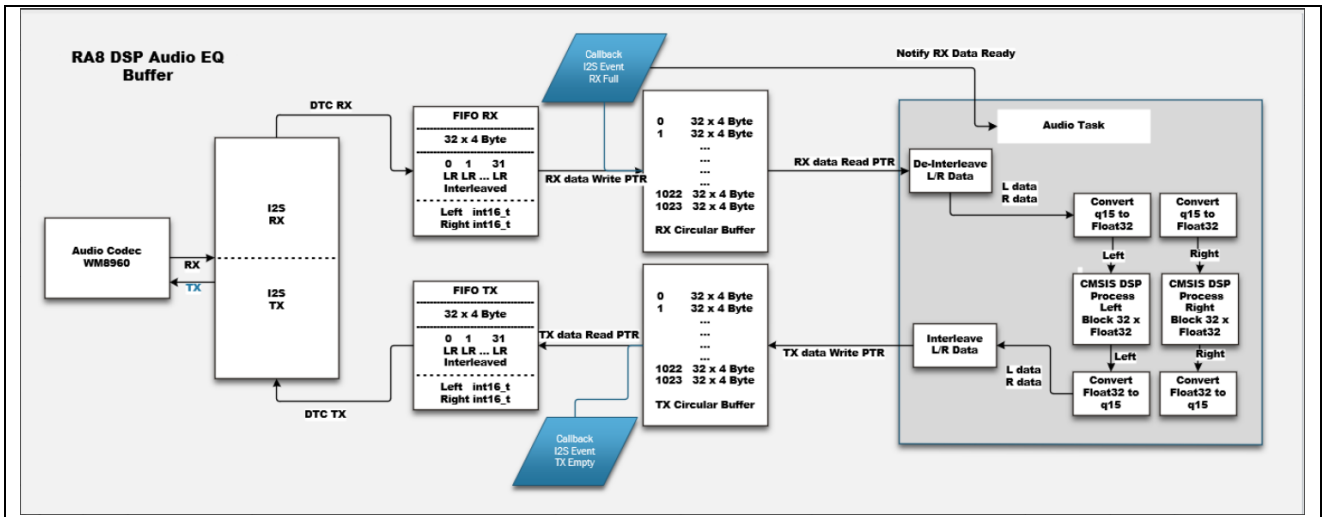 RA8 DSP Audio EQ
Buffer
Callback
I2S Event
RX Full
Notify RX Data Ready
DTC RX
FIFO RX
32 x 4 Byte
0 1 31
LR LR ... LR
Interleaved
Left int16_t
Right int16_t
RX data Write PTR
0 32 x 4 Byte
1 32 x 4 Byte
...
...
...
...
1022 32 x 4 Byte
1023 32 x 4 Byte
RX Circular Buffer
RX data Read PTR
Audio Task
De-Interleave
L/R Data
L data
R data
Convert
q15 to
Float32
Convert
q15 to
Float32
Left
Right
CMSIS DSP
Process
Left
Block 32 x
Float32
CMSIS DSP
Process
Right
Block 32 x
Float32
Left
Right
Convert
Float32 to
q15
Convert
Float32 to
q15
L data
R data
Interleave
L/R Data
TX data Write PTR
0 32 x 4 Byte
1 32 x 4 Byte
...
...
...
...
1022 32 x 4 Byte
1023 32 x 4 Byte
TX Circular Buffer
TX data Read PTR
Callback
I2S Event
TX Empty
FIFO TX
32 x 4 Byte
0 1 31
LR LR ... LR
Interleaved
Left int16_t
Right int16_t
DTC TX
I2S
RX
I2S
TX
Audio Codec
WM8960
RX
TX